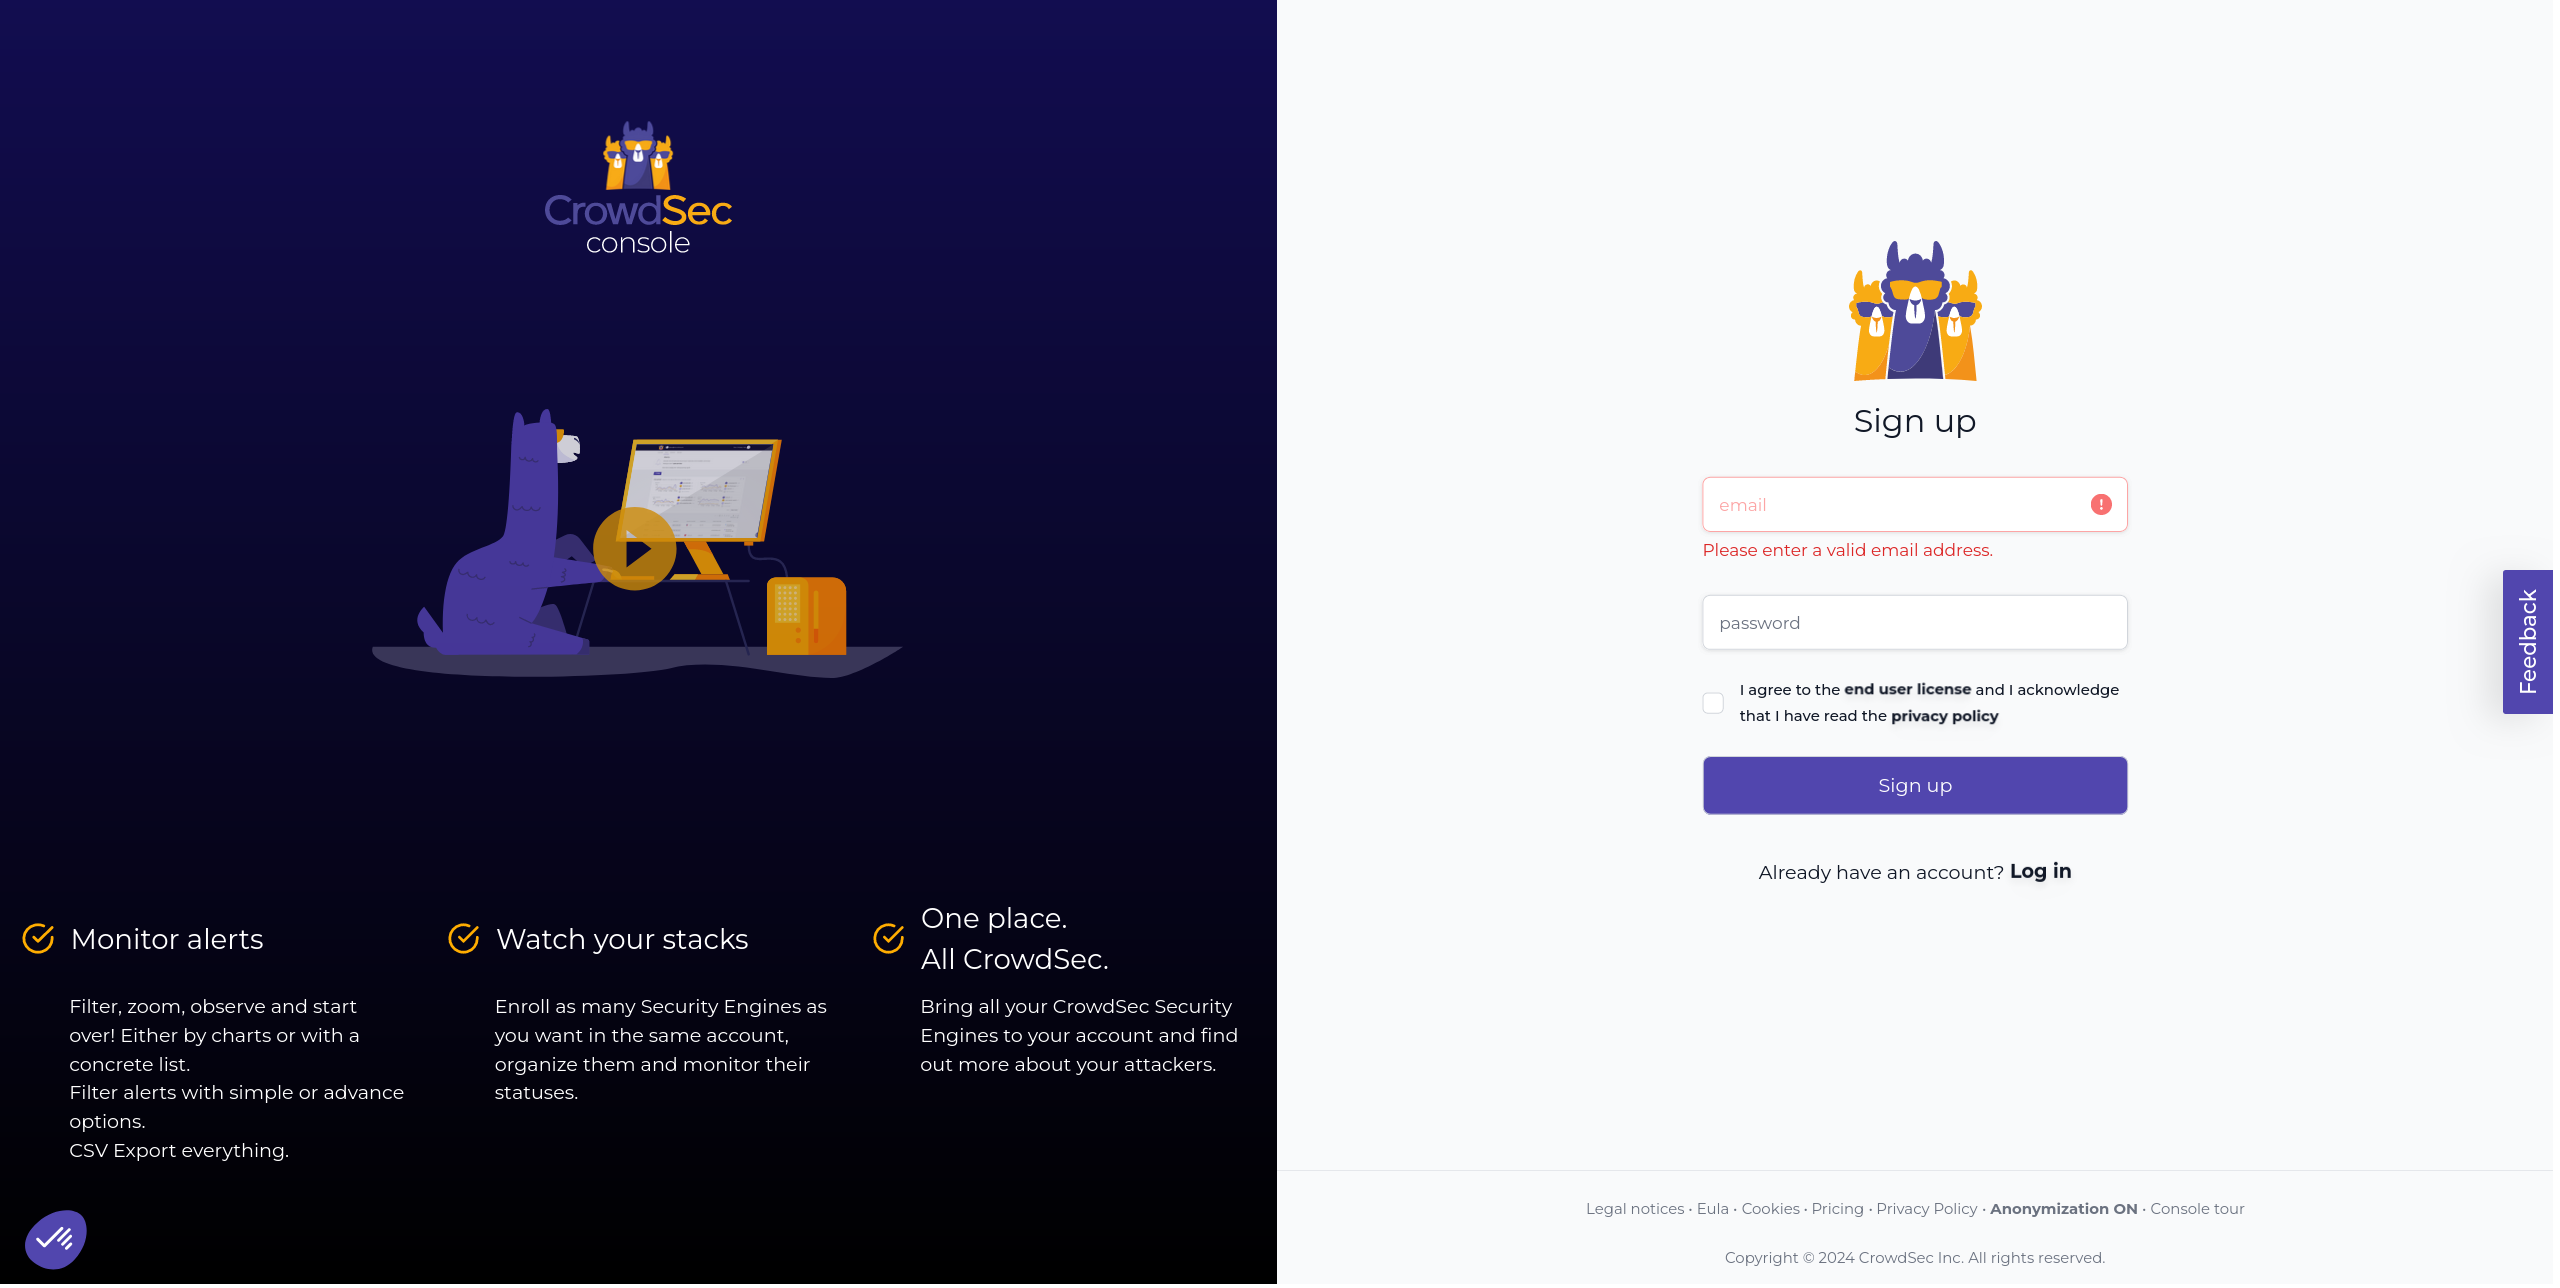 CrowdSec
console
Monitor alerts
Filter, zoom, observe and start
over! Either by charts or with a
concrete list.
Filter alerts with simple or advance
options.
CSV Export everything.
Watch your stacks
Enroll as many Security Engines as
you want in the same account,
organize them and monitor their
statuses.
One place.
All CrowdSec.
Bring all your CrowdSec Security
Engines to your account and find
out more about your attackers.
Sign up
email
Please enter a valid email address.
password
I agree to the end user license and I acknowledge
that I have read the privacy policy
Sign up
Already have an account? Log in
Feedback
Legal notices • Eula • Cookies • Pricing • Privacy Policy • Anonymization ON • Console tour
Copyright © 2024 CrowdSec Inc. All rights reserved.